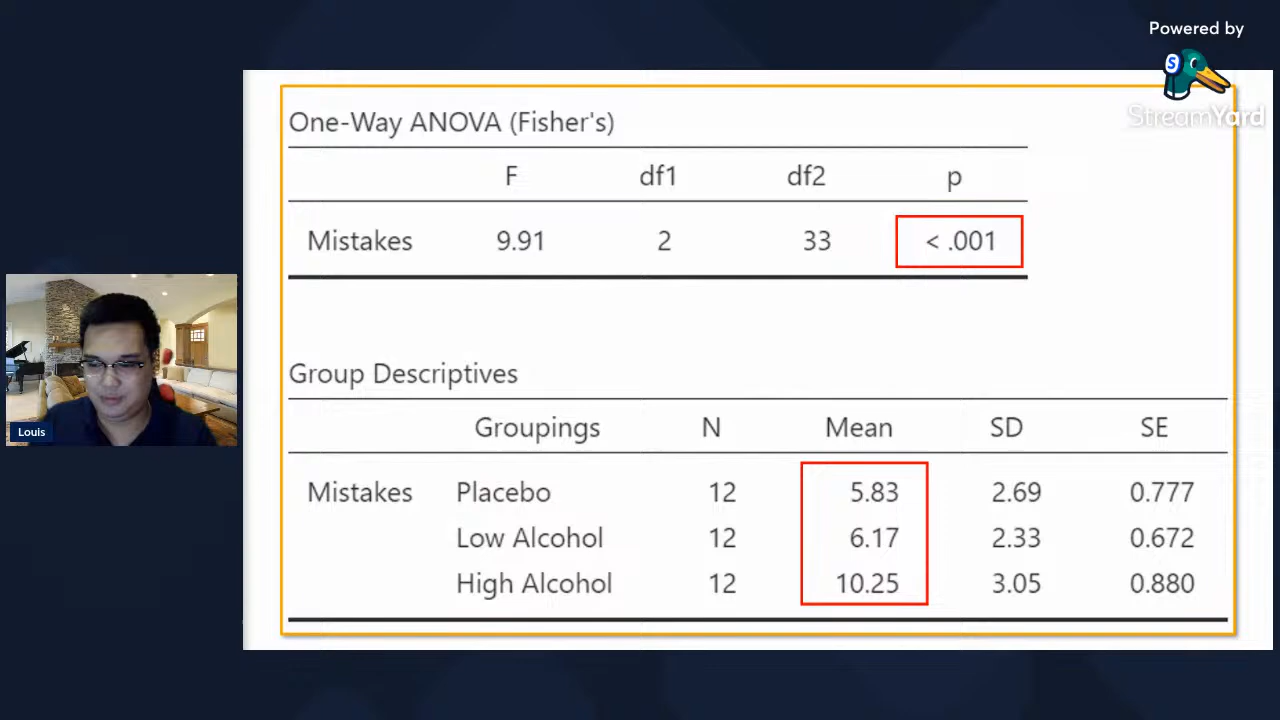 Powered by
StreamYard
One-Way ANOVA (Fisher's)
F df1 df2 p
Mistakes 9.91 2 33 < .001
Group Descriptives
Groupings N Mean SD SE
Mistakes Placebo 12 5.83 2.69 0.777
Low Alcohol 12 6.17 2.33 0.672
High Alcohol 12 10.25 3.05 0.880
Louis